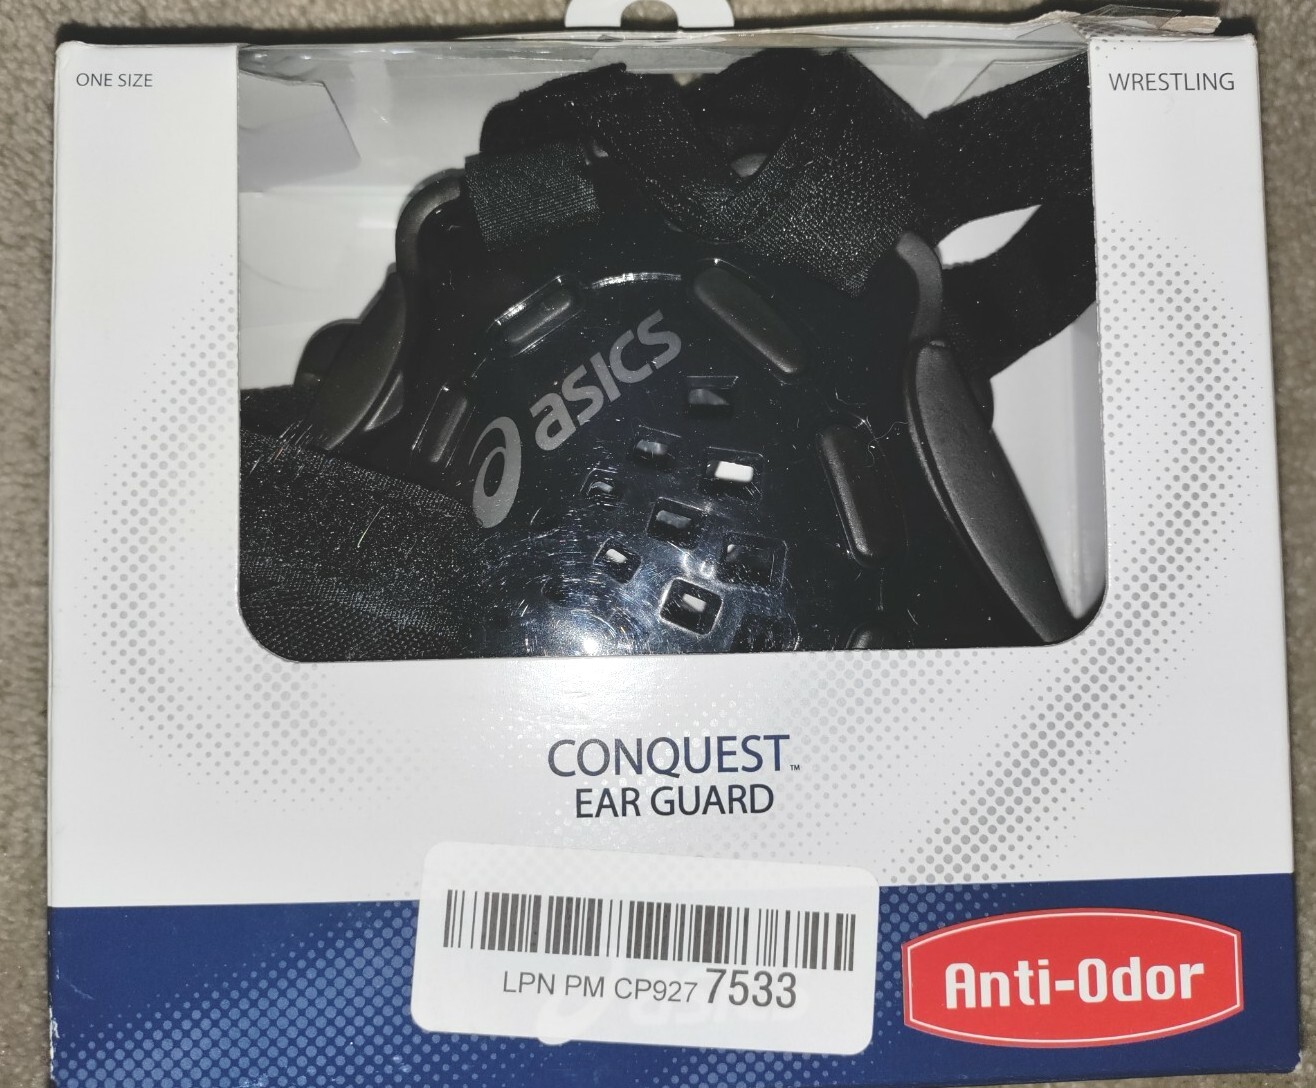 ONE SIZE
WRESTLING
asics
CONQUEST™
EAR GUARD
LPN PM CP927 7533
Anti-Odor